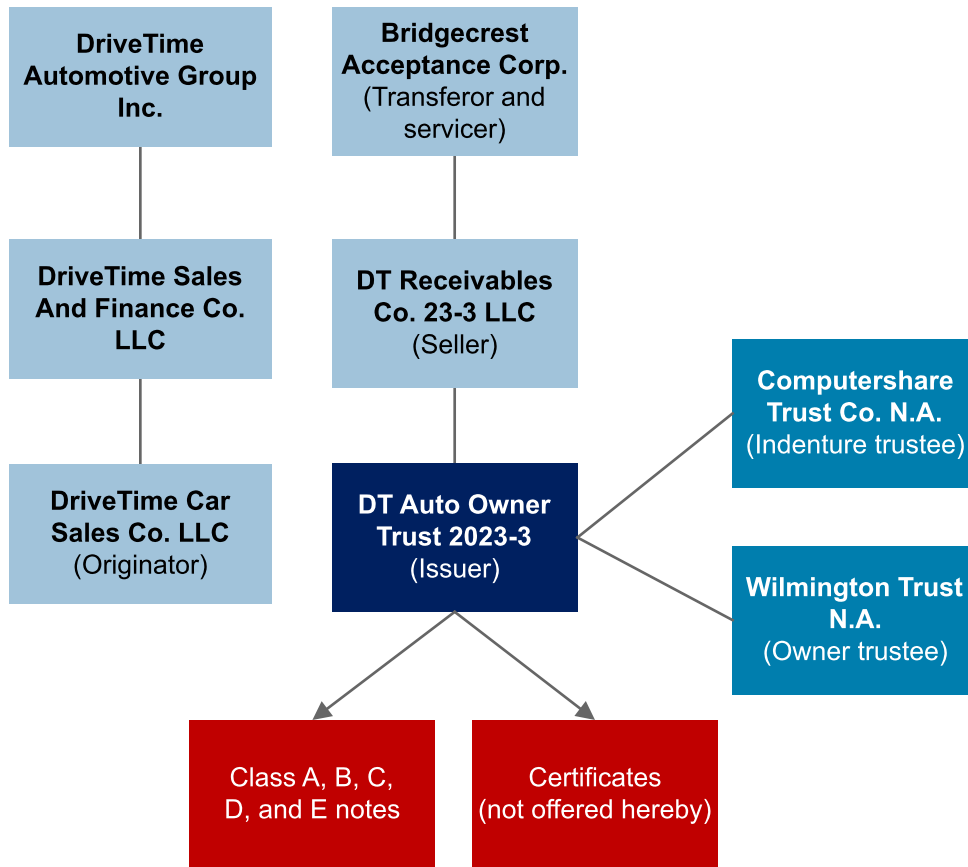 DriveTime
Automotive Group
Inc.
Bridgecrest
Acceptance Corp.
(Transferor and
servicer)
DriveTime Sales
And Finance Co.
LLC
DT Receivables
Co. 23-3 LLC
(Seller)
Computershare
Trust Co. N.A.
(Indenture trustee)
DriveTime Car
Sales Co. LLC
(Originator)
DT Auto Owner
Trust 2023-3
(Issuer)
Wilmington Trust
N.A.
(Owner trustee)
Class A, B, C,
D, and E notes
Certificates
(not offered hereby)